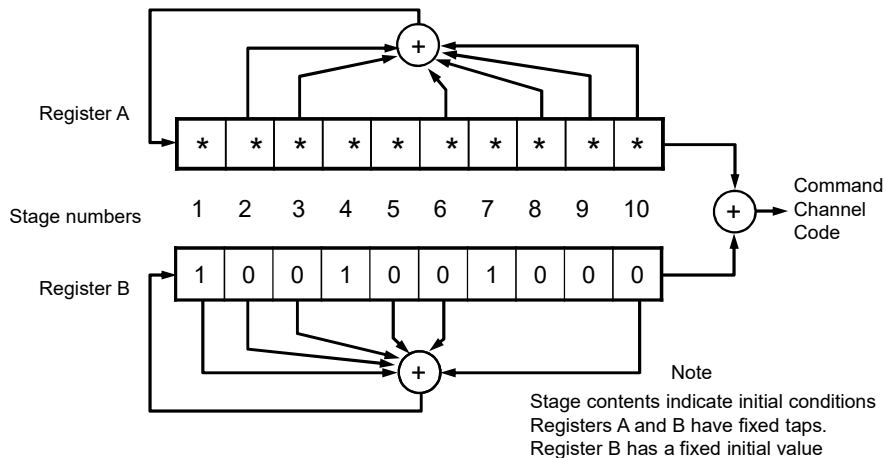 +
Register A
* * * * * * * * * *
Stage numbers 1 2 3 4 5 6 7 8 9 10
+
Command
Channel
Code
Register B
1 0 0 1 0 0 1 0 0 0
+
Note
Stage contents indicate initial conditions
Registers A and B have fixed taps.
Register B has a fixed initial value